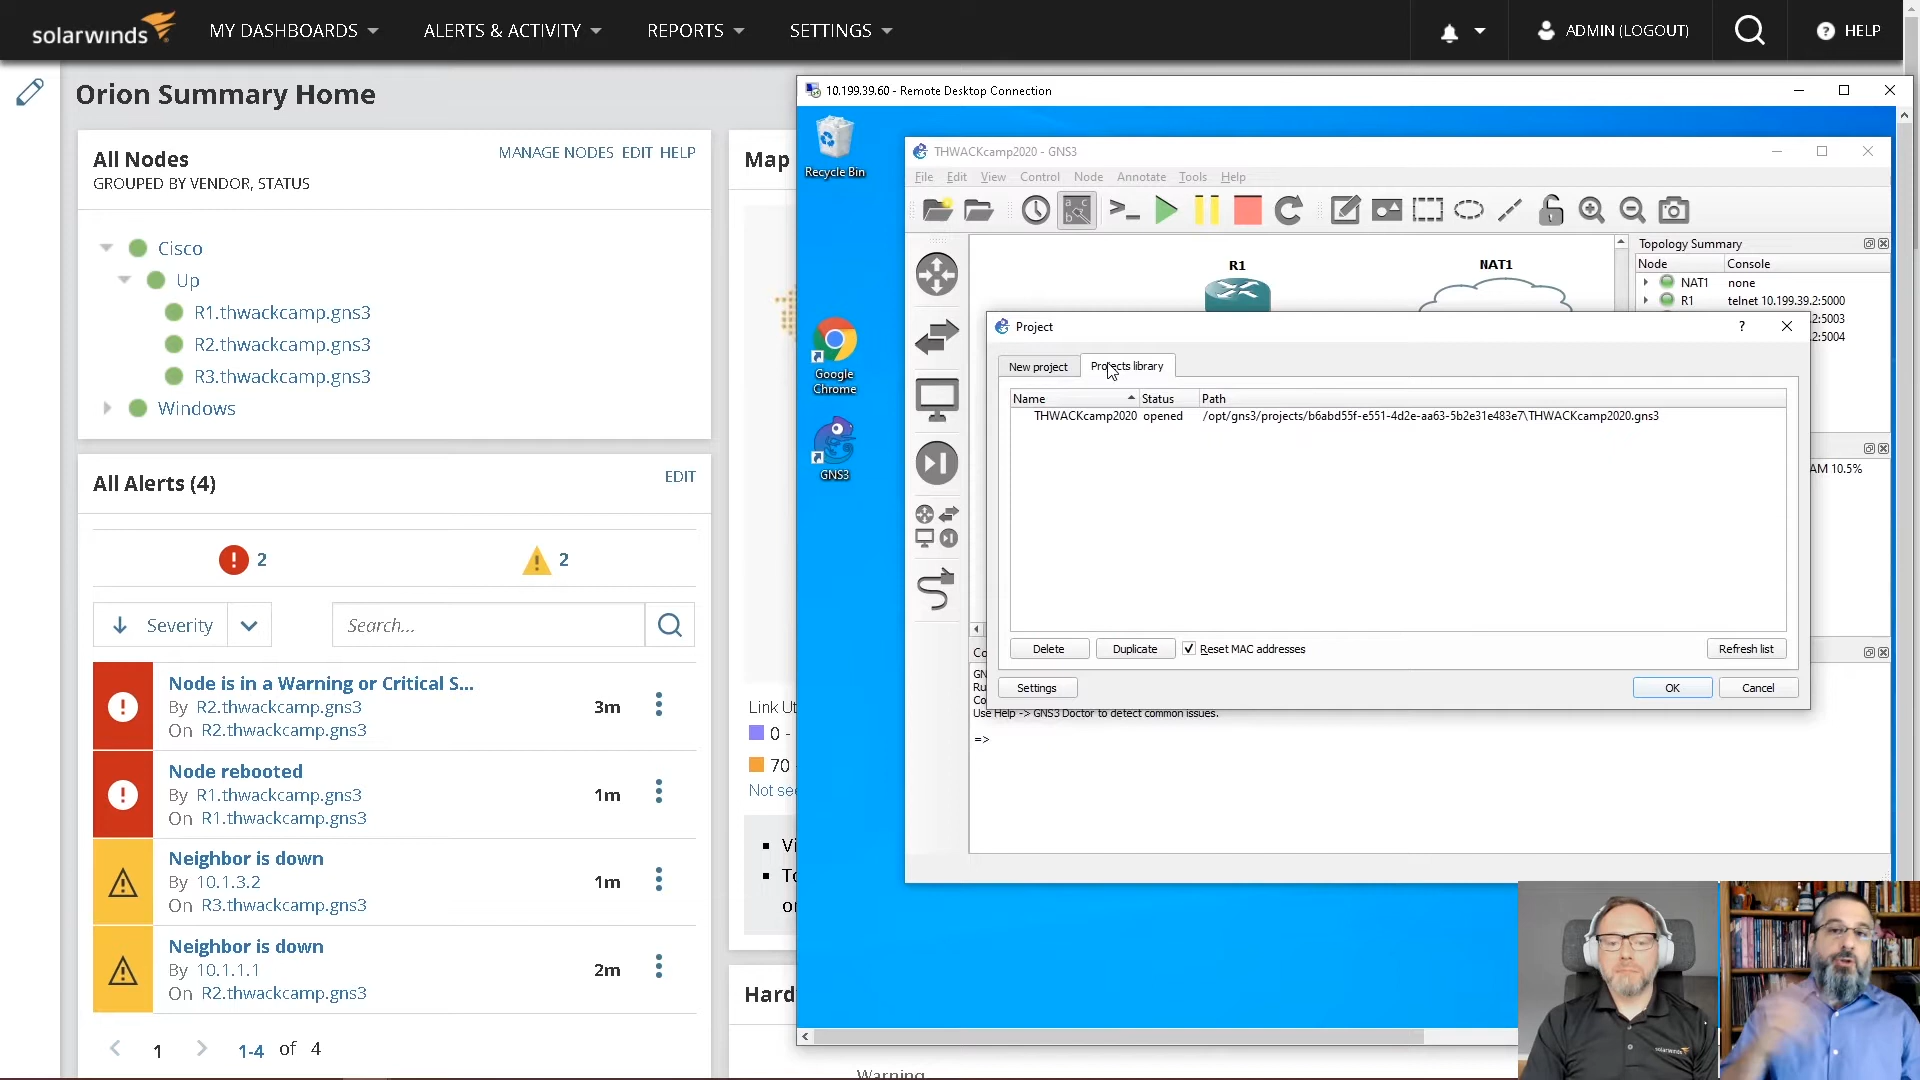 solarwinds
MY DASHBOARDS
ALERTS & ACTIVITY
REPORTS
SETTINGS
ADMIN (LOGOUT)
? HELP
Orion Summary Home
All Nodes
MANAGE NODES EDIT HELP
GROUPED BY VENDOR, STATUS
Cisco
Up
R1.thwackcamp.gns3
R2.thwackcamp.gns3
R3.thwackcamp.gns3
Windows
All Alerts (4)
EDIT
2
2
Severity
Search...
Node is in a Warning or Critical S...
By R2.thwackcamp.gns3
On R2.thwackcamp.gns3
3m
Node rebooted
By R1.thwackcamp.gns3
On R1.thwackcamp.gns3
1m
Neighbor is down
By 10.1.3.2
On R3.thwackcamp.gns3
1m
Neighbor is down
By 10.1.1.1
On R2.thwackcamp.gns3
2m
1
1-4 of 4
Map
Link Ut
0 -
70
Not see
Vi
To
or
Hard
Warning
10.199.39.60 - Remote Desktop Connection
Recycle Bin
Google
Chrome
GNS3
THWACKcamp2020 - GNS3
File Edit View Control Node Annotate Tools Help
R1
NAT1
Topology Summary
Node Console
NAT1 none
R1 telnet 10.199.39.2:5000
.2:5003
.2:5004
AM 10.5%
Project
?
New project
Projects library
Name Status Path
THWACKcamp2020 opened /opt/gns3/projects/b6abd55f-e551-4d2e-aa63-5b2e31e483e7\THWACKcamp2020.gns3
Delete
Duplicate
Reset MAC addresses
Refresh list
Settings
OK
Cancel
Co
GN
Ru
Co
Use Help -> GNS3 Doctor to detect common issues.
=>
solarwinds